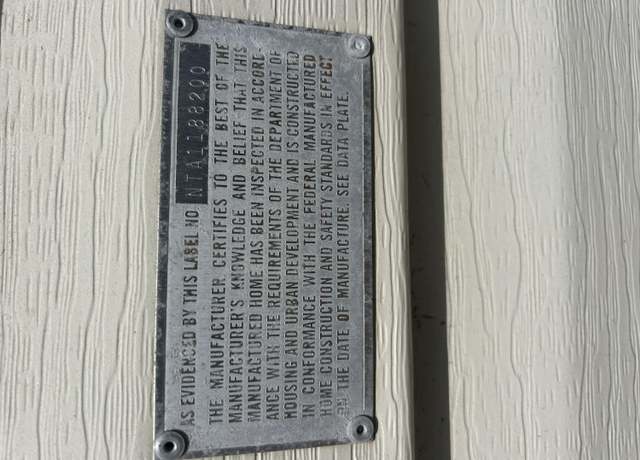 AS EVIDENCED BY THIS LABEL NO. NTA1188200
THE MANUFACTURER CERTIFIES TO THE BEST OF THE
MANUFACTURER'S KNOWLEDGE AND BELIEF THAT THIS
MANUFACTURED HOME HAS BEEN INSPECTED IN ACCORD-
ANCE WITH THE REQUIREMENTS OF THE DEPARTMENT OF
HOUSING AND URBAN DEVELOPMENT AND IS CONSTRUCTED
IN CONFORMANCE WITH THE FEDERAL MANUFACTURED
HOME CONSTRUCTION AND SAFETY STANDARDS IN EFFECT
ON THE DATE OF MANUFACTURE. SEE DATA PLATE.